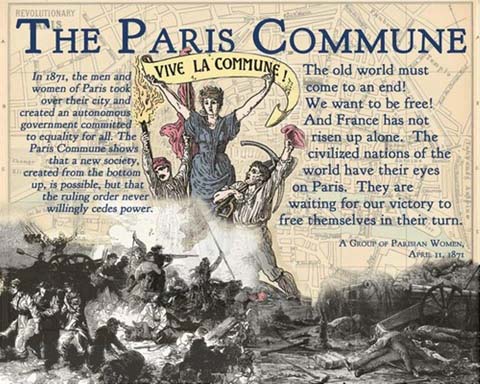 REVOLUTIONARY
THE PARIS COMMUNE
VIVE LA COMMUNE!
In 1871, the men and
women of Paris took
over their city and
created an autonomous
government committed
to equality for all. The
Paris Commune shows
that a new society,
created from the bottom
up, is possible, but that
the ruling order never
willingly cedes power.
The old world must
come to an end!
We want to be free!
And France has not
risen up alone. The
civilized nations of the
world have their eyes
on Paris. They are
waiting for our victory to
free themselves in their turn.
A GROUP OF PARISIAN WOMEN,
APRIL 11, 1871